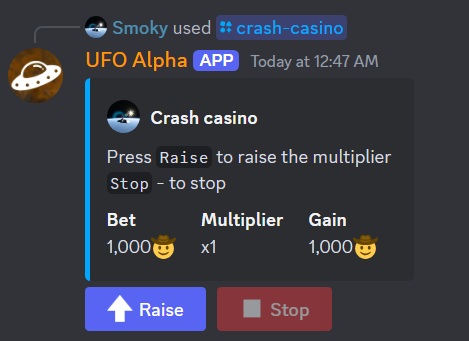 Smoky used crash-casino
UFO Alpha APP Today at 12:47 AM
Crash casino
Press Raise to raise the multiplier
Stop - to stop
Bet Multiplier Gain
1,000🤠 x1 1,000🤠
Raise Stop